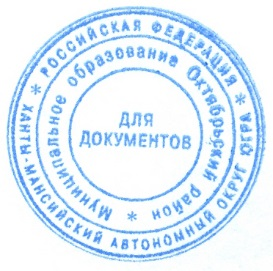 * РОССИЙСКАЯ ФЕДЕРАЦИЯ *
ХАНТЫ-МАНСИЙСКИЙ АВТОНОМНЫЙ ОКРУГ ЮГРА
* Муниципальное образование Октябрьский район
ДЛЯ
ДОКУМЕНТОВ